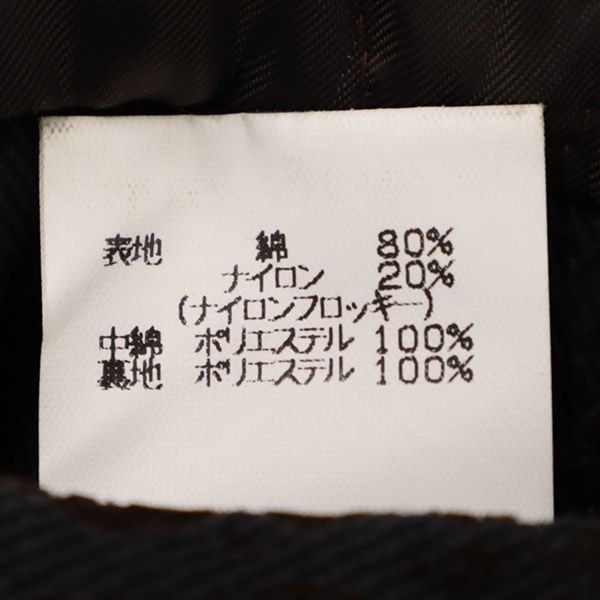 表地 綿 80%
ナイロン 20%
(ナイロンフロッキー)
中綿 ポリエステル 100%
裏地 ポリエステル 100%